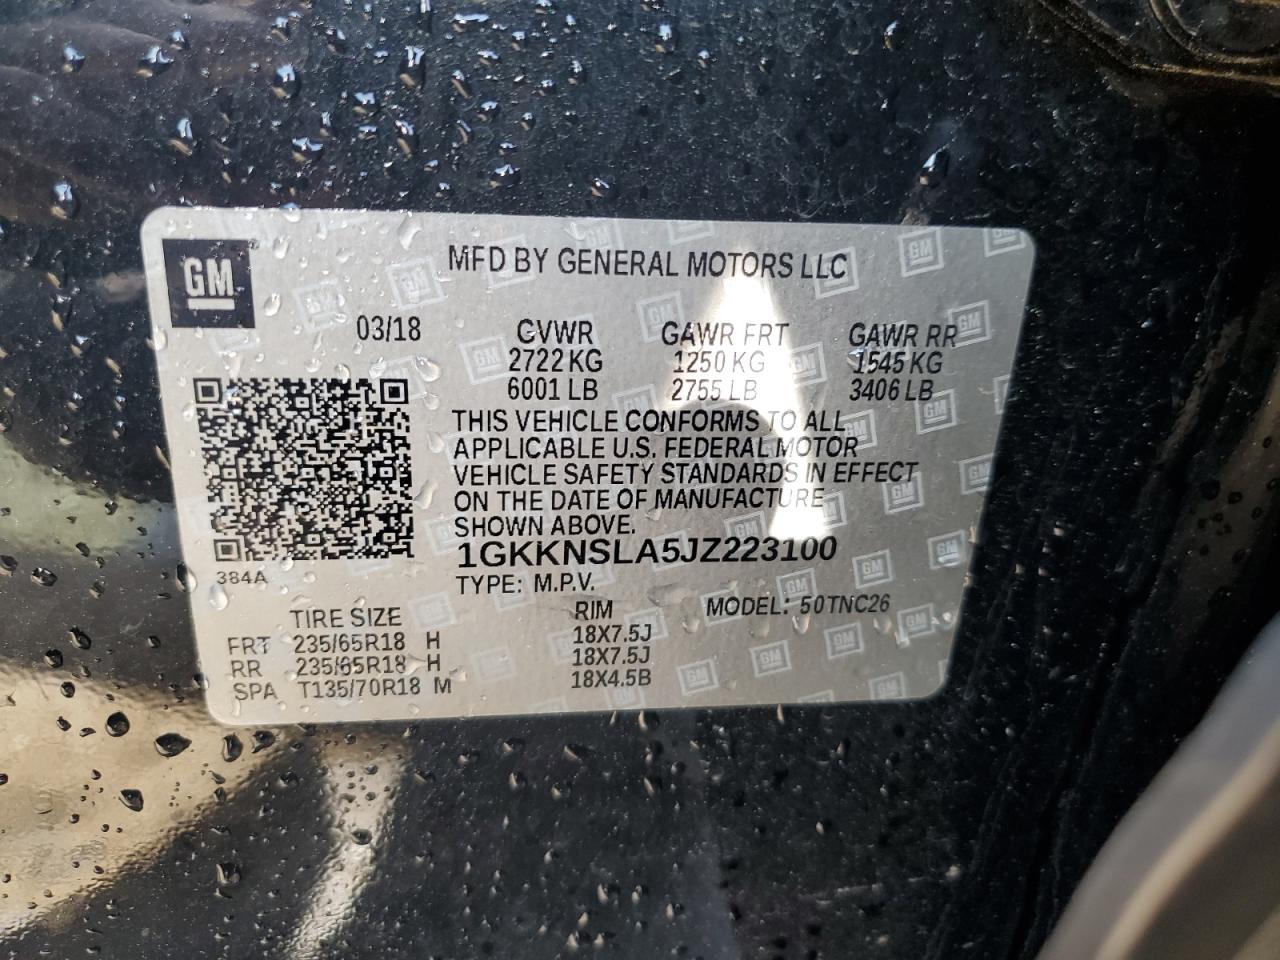 GM
MFD BY GENERAL MOTORS LLC
03/18 GVWR GAWR FRT GAWR RR
2722 KG 1250 KG 1545 KG
6001 LB 2755 LB 3406 LB
THIS VEHICLE CONFORMS TO ALL
APPLICABLE U.S. FEDERAL MOTOR
VEHICLE SAFETY STANDARDS IN EFFECT
ON THE DATE OF MANUFACTURE
SHOWN ABOVE.
1GKKNSLA5JZ223100
384A
TYPE: M.P.V.
TIRE SIZE RIM MODEL: 50TNC26
FRT 235/65R18 H 18X7.5J
RR 235/65R18 H 18X7.5J
SPA T135/70R18 M 18X4.5B